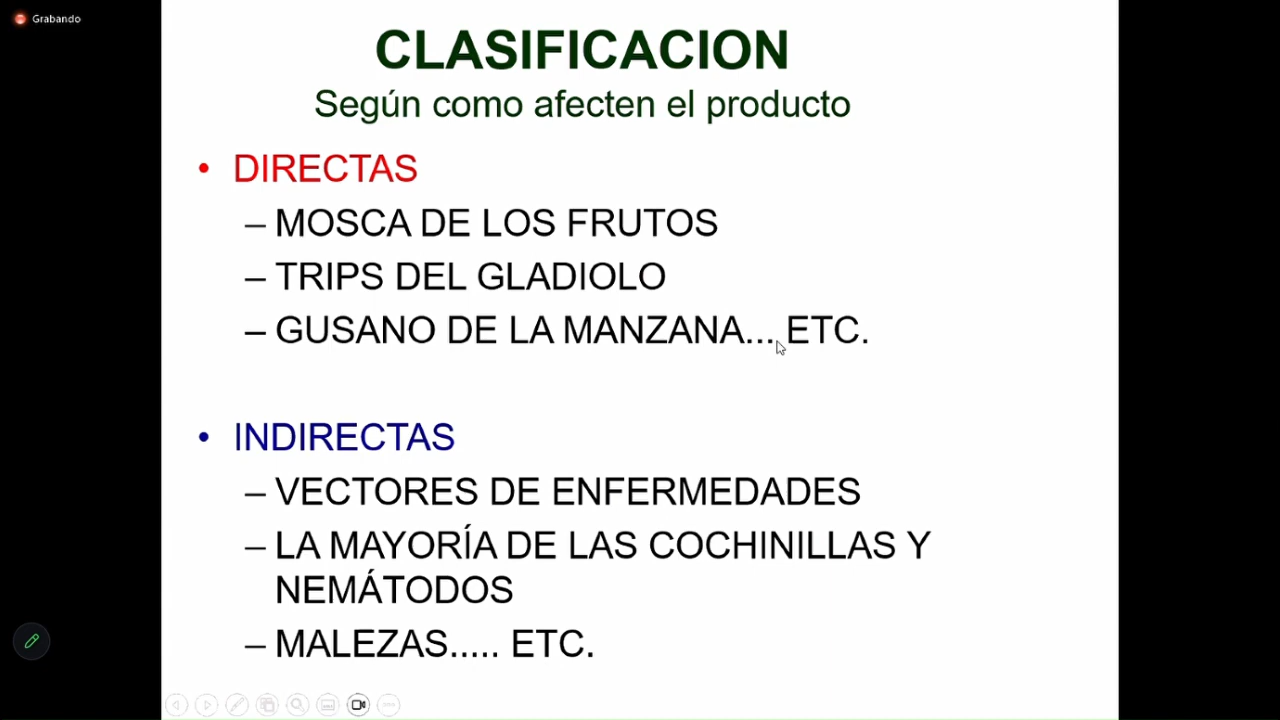 Grabando
CLASIFICACION
Según como afecten el producto
• DIRECTAS
– MOSCA DE LOS FRUTOS
– TRIPS DEL GLADIOLO
– GUSANO DE LA MANZANA... ETC.
• INDIRECTAS
– VECTORES DE ENFERMEDADES
– LA MAYORÍA DE LAS COCHINILLAS Y
NEMÁTODOS
– MALEZAS..... ETC.